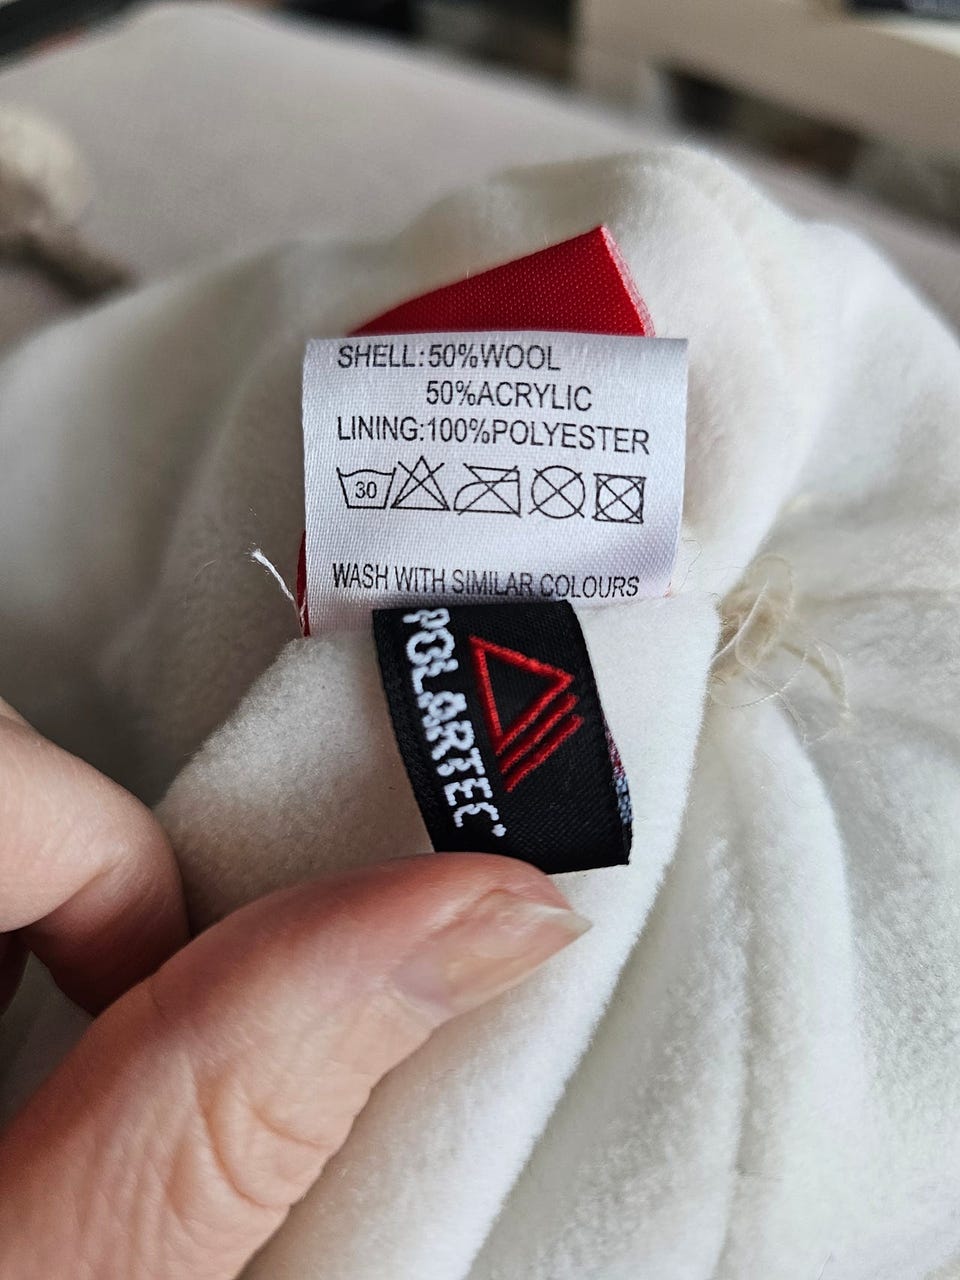 SHELL:50%WOOL
50%ACRYLIC
LINING:100%POLYESTER
30
WASH WITH SIMILAR COLOURS
POLARTEC